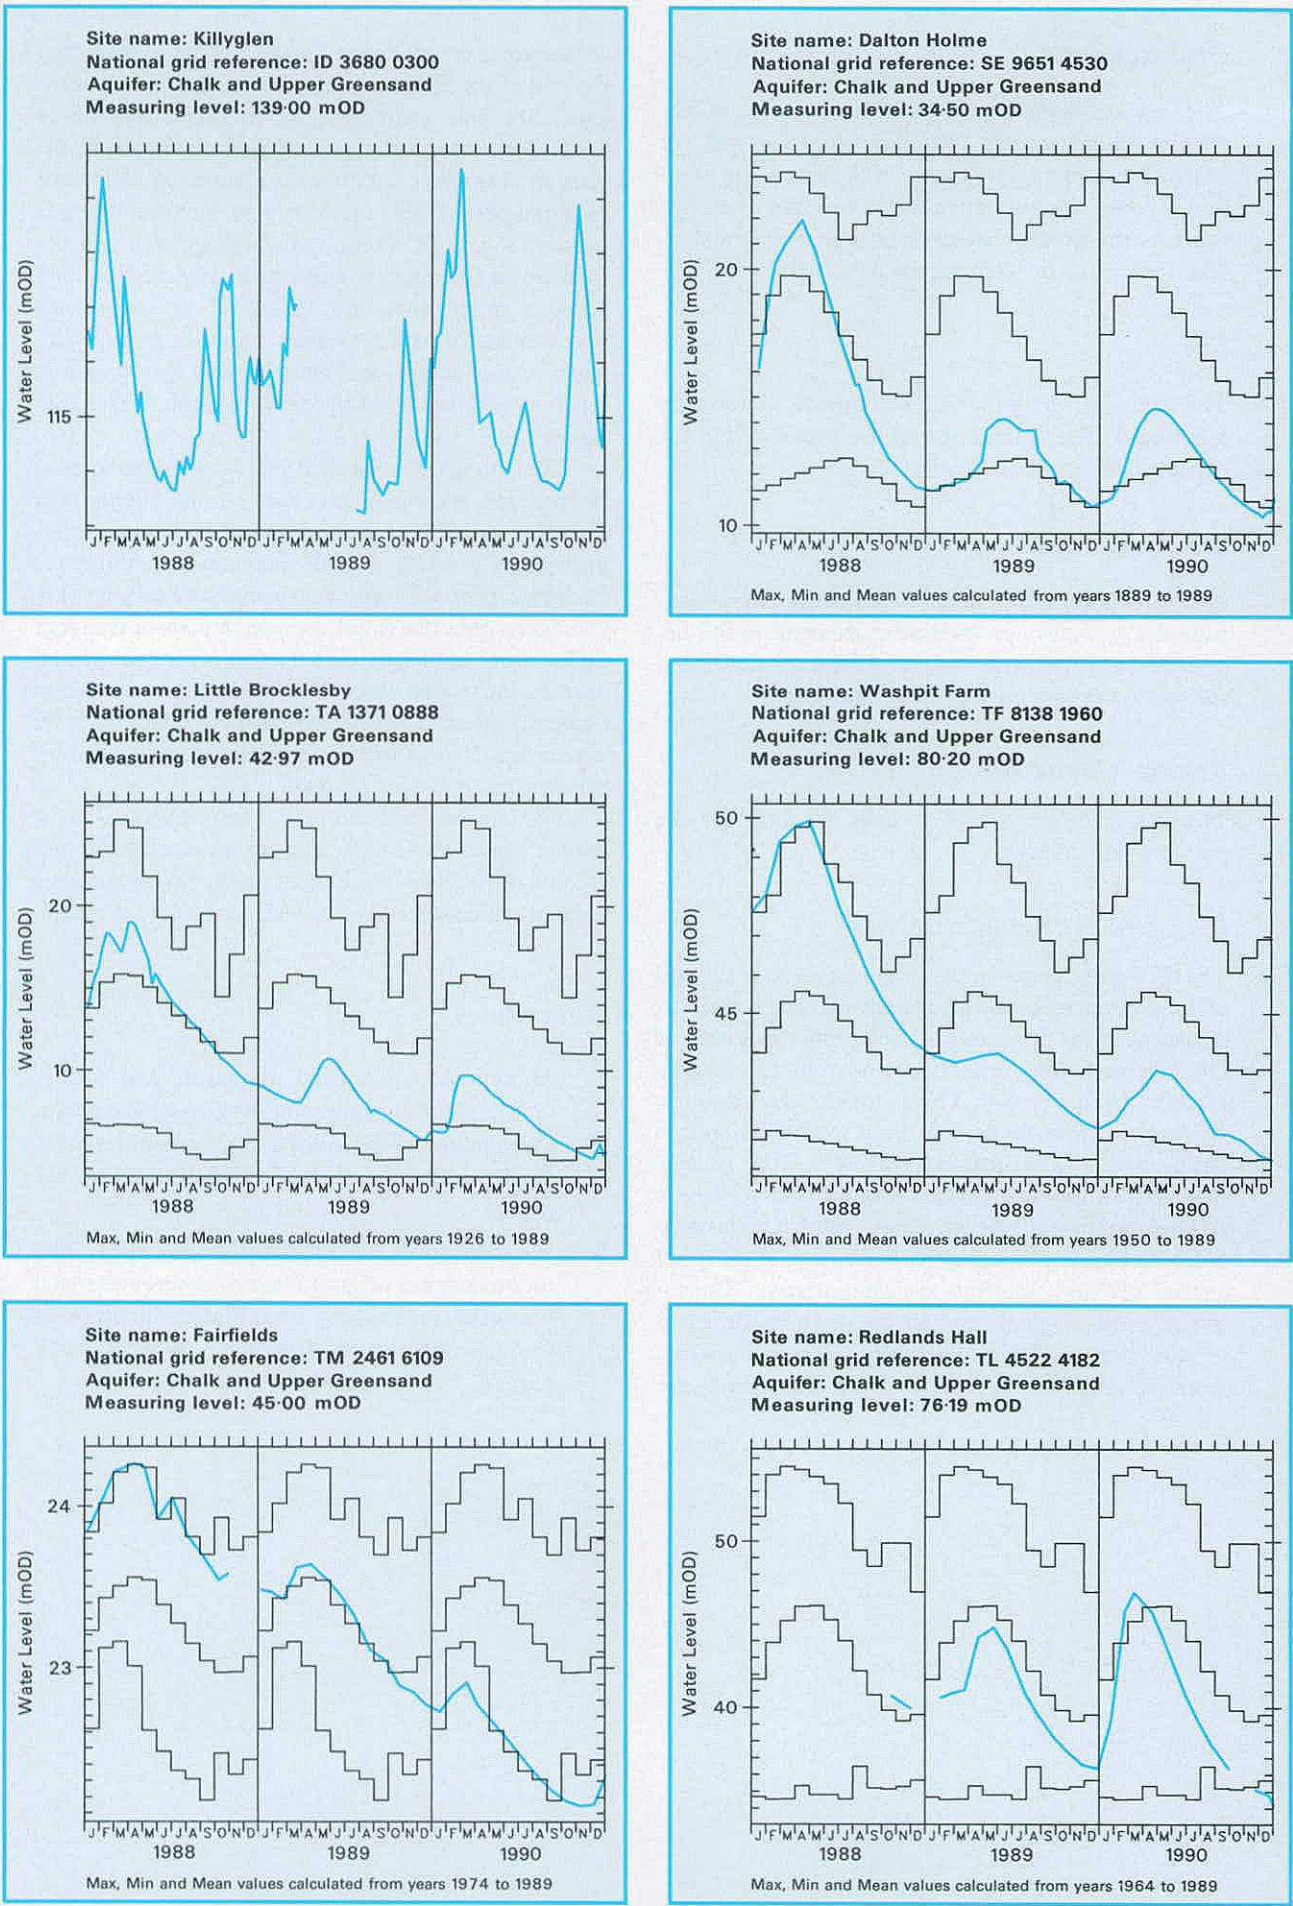 Site name: Killyglen
National grid reference: ID 3680 0300
Aquifer: Chalk and Upper Greensand
Measuring level: 139·00 mOD
Water Level (mOD)
115
J F M A M J J A S O N D J F M A M J J A S O N D J F M A M J J A S O N D
1988 1989 1990
Site name: Dalton Holme
National grid reference: SE 9651 4530
Aquifer: Chalk and Upper Greensand
Measuring level: 34·50 mOD
Water Level (mOD)
20
10
J F M A M J J A S O N D J F M A M J J A S O N D J F M A M J J A S O N D
1988 1989 1990
Max, Min and Mean values calculated from years 1889 to 1989
Site name: Little Brocklesby
National grid reference: TA 1371 0888
Aquifer: Chalk and Upper Greensand
Measuring level: 42·97 mOD
Water Level (mOD)
20
10
J F M A M J J A S O N D J F M A M J J A S O N D J F M A M J J A S O N D
1988 1989 1990
Max, Min and Mean values calculated from years 1926 to 1989
Site name: Washpit Farm
National grid reference: TF 8138 1960
Aquifer: Chalk and Upper Greensand
Measuring level: 80·20 mOD
Water Level (mOD)
50
45
J F M A M J J A S O N D J F M A M J J A S O N D J F M A M J J A S O N D
1988 1989 1990
Max, Min and Mean values calculated from years 1950 to 1989
Site name: Fairfields
National grid reference: TM 2461 6109
Aquifer: Chalk and Upper Greensand
Measuring level: 45·00 mOD
Water Level (mOD)
24
23
J F M A M J J A S O N D J F M A M J J A S O N D J F M A M J J A S O N D
1988 1989 1990
Max, Min and Mean values calculated from years 1974 to 1989
Site name: Redlands Hall
National grid reference: TL 4522 4182
Aquifer: Chalk and Upper Greensand
Measuring level: 76·19 mOD
Water Level (mOD)
50
40
J F M A M J J A S O N D J F M A M J J A S O N D J F M A M J J A S O N D
1988 1989 1990
Max, Min and Mean values calculated from years 1964 to 1989